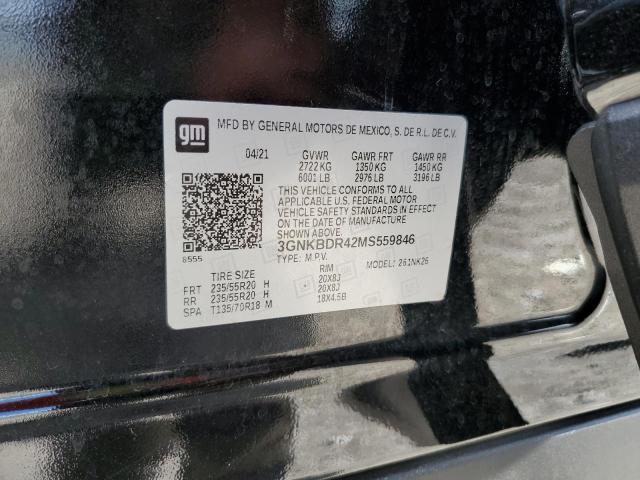 gm
MFD BY GENERAL MOTORS DE MEXICO, S. DE R.L. DE C.V.
04/21 GVWR GAWR FRT GAWR RR
2722 KG 1350 KG 1450 KG
6001 LB 2976 LB 3196 LB
THIS VEHICLE CONFORMS TO ALL
APPLICABLE U.S. FEDERAL MOTOR
VEHICLE SAFETY STANDARDS IN EFFECT
ON THE DATE OF MANUFACTURE
SHOWN ABOVE.
8555 3GNKBDR42MS559846
TYPE: M.P.V. MODEL: 261NK26
TIRE SIZE RIM
FRT 235/55R20 H 20X8J
RR 235/55R20 H 20X8J
SPA T135/70R18 M 18X4.5B